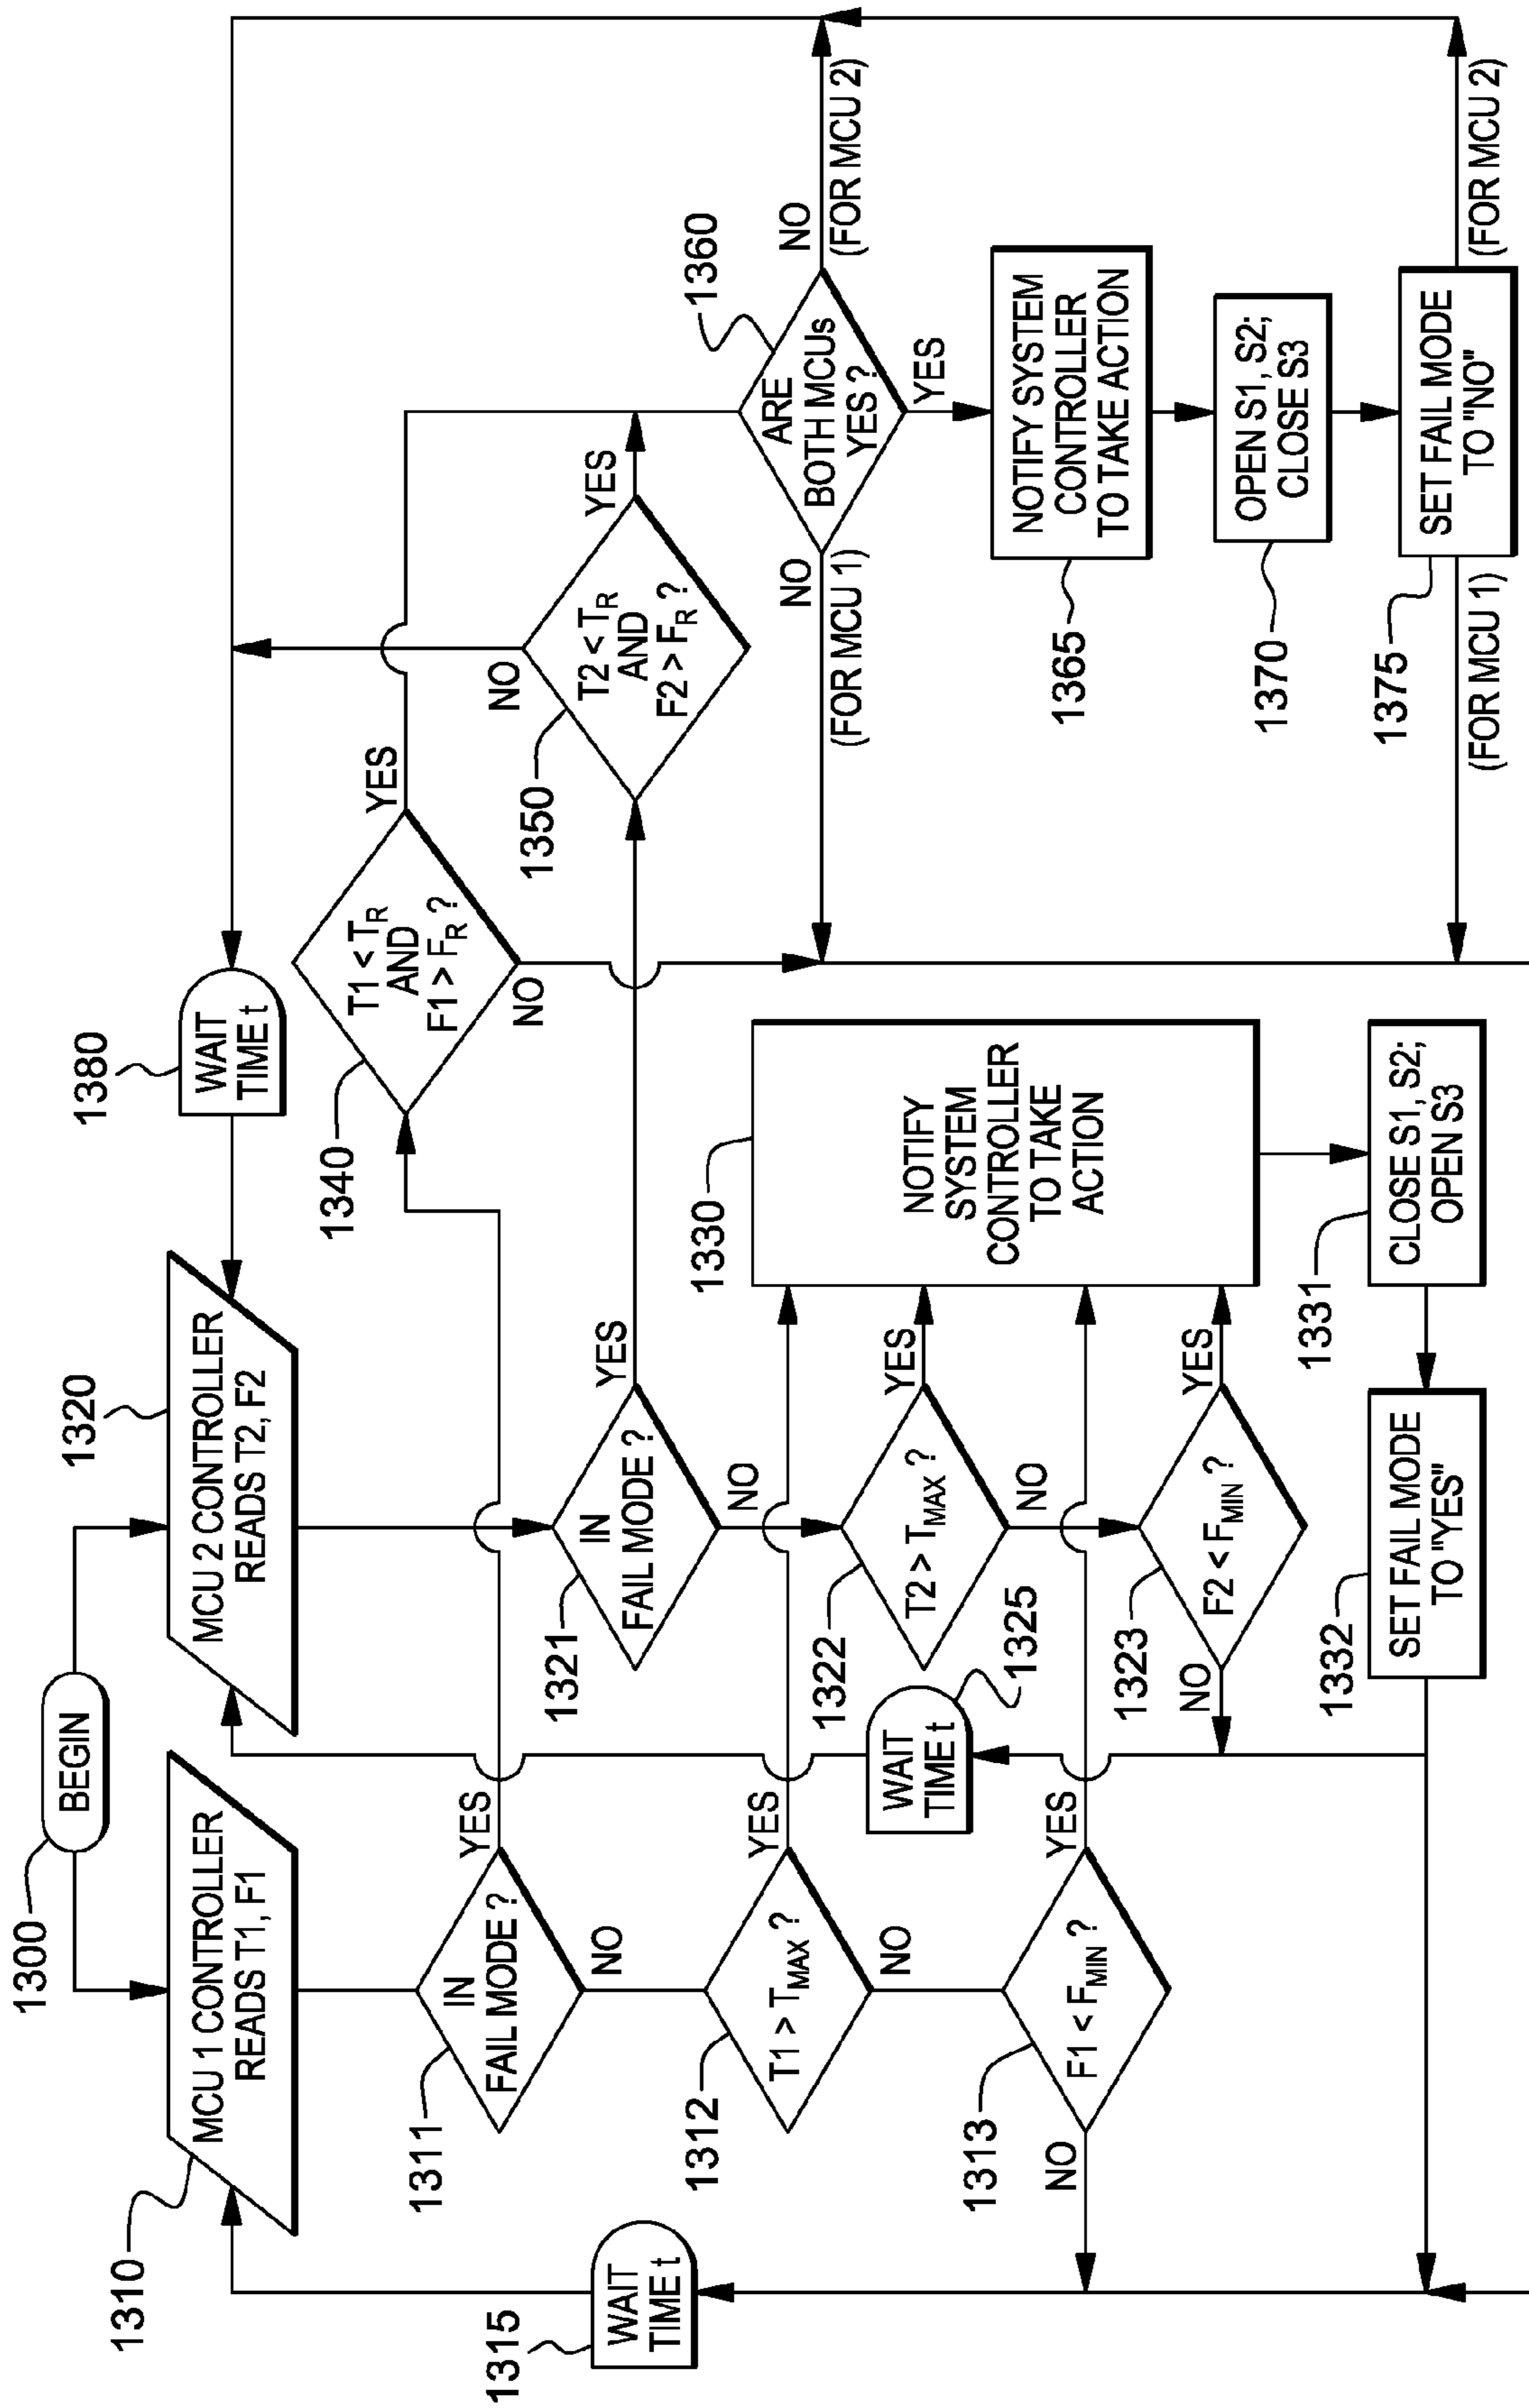 1300
BEGIN
1310
MCU 1 CONTROLLER
READS T1, F1
1320
MCU 2 CONTROLLER
READS T2, F2
1380
WAIT
TIME t
1311
IN
FAIL MODE ?
YES
NO
1321
IN
FAIL MODE ?
YES
NO
1340
T1 < TR
AND
F1 > FR ?
YES
NO
1350
T2 < TR
AND
F2 > FR ?
YES
NO
1315
WAIT
TIME t
1312
T1 > TMAX ?
YES
NO
1322
T2 > TMAX ?
YES
NO
1325
WAIT
TIME t
1313
F1 < FMIN ?
YES
NO
1323
F2 < FMIN ?
YES
NO
1330
NOTIFY
SYSTEM
CONTROLLER
TO TAKE
ACTION
1331
CLOSE S1, S2;
OPEN S3
1332
SET FAIL MODE
TO "YES"
1360
ARE
BOTH MCUs
YES ?
NO
(FOR MCU 1)
NO
(FOR MCU 2)
YES
1365
NOTIFY SYSTEM
CONTROLLER
TO TAKE ACTION
1370
OPEN S1, S2;
CLOSE S3
1375
SET FAIL MODE
TO "NO"
(FOR MCU 1)
(FOR MCU 2)